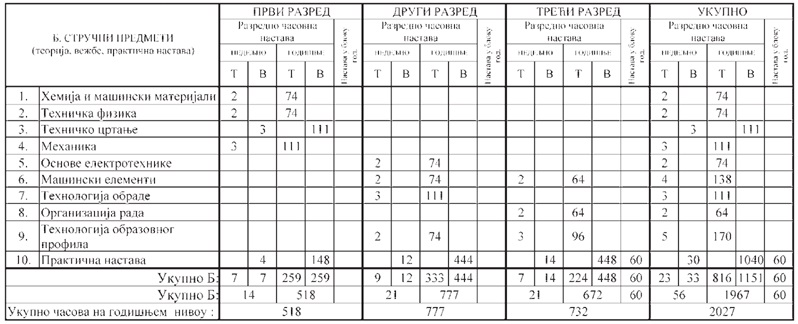 Б. СТРУЧНИ ПРЕДМЕТИ
(теорија, вежбе, практична настава)
ПРВИ РАЗРЕД ДРУГИ РАЗРЕД ТРЕЋИ РАЗРЕД УКУПНО
Разредно часовна настава Настава у блоку год. Разредно часовна настава Настава у блоку год. Разредно часовна настава Настава у блоку год. Разредно часовна настава Настава у блоку год.
недељно годишње недељно годишње недељно годишње недељно годишње
Т В Т В Т В Т В Т В Т В Т В Т В
1. Хемија и машински материјали 2 74 2 74
2. Техничка физика 2 74 2 74
3. Техничко цртање 3 111 3 111
4. Механика 3 111 3 111
5. Основе електротехнике 2 74 2 74
6. Машински елементи 2 74 2 64 4 138
7. Технологија обраде 3 111 3 111
8. Организација рада 2 64 2 64
9. Технологија образовног профила 2 74 3 96 5 170
10. Практична настава 4 148 12 444 14 448 60 30 1040 60
Укупно Б: 7 7 259 259 9 12 333 444 7 14 224 448 60 23 33 816 1151 60
Укупно Б: 14 518 21 777 21 672 60 56 1967 60
Укупно часова на годишњем нивоу : 518 777 732 2027